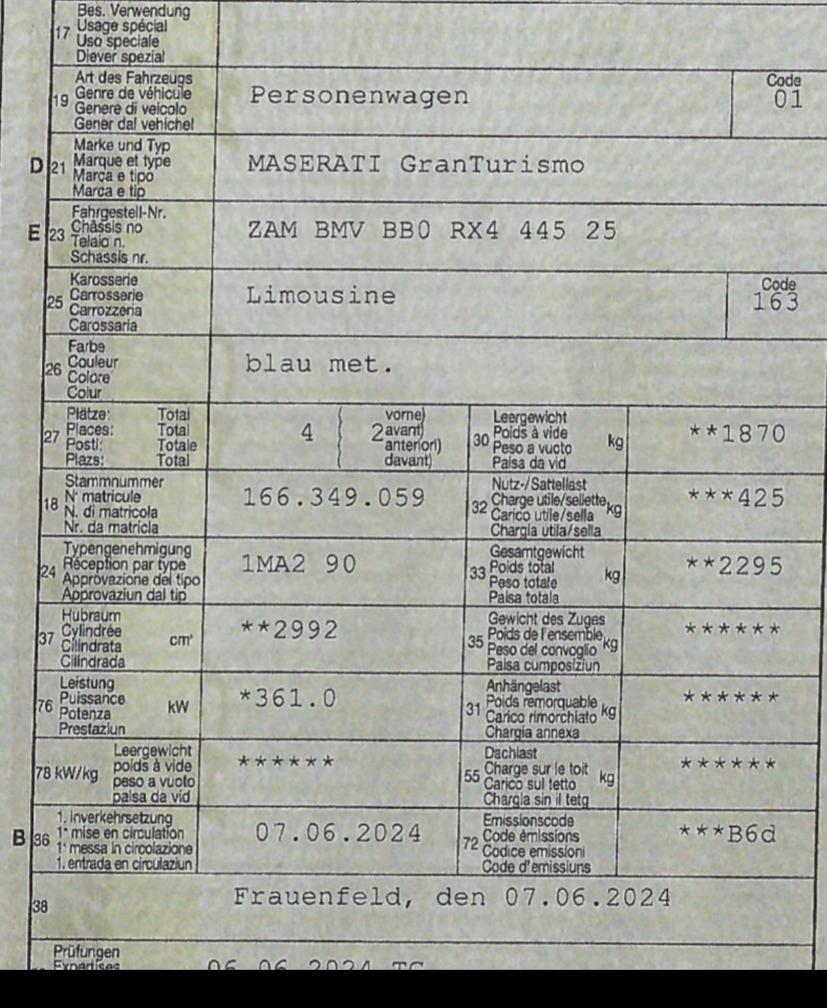 Bes. Verwendung
17 Usage spécial
Uso speciale
Diever spezial
Art des Fahrzeugs
19 Genre de véhicule
Genere di veicolo
Gener dal vehichel
Personenwagen
Code
01
Marke und Typ
D 21 Marque et type
Marca e tipo
Marca e tip
MASERATI GranTurismo
Fahrgestell-Nr.
E 23 Châssis no
Telaio n.
Schassis nr.
ZAM BMV BB0 RX4 445 25
Karosserie
25 Carrosserie
Carrozzeria
Carossaria
Limousine
Code
163
Farbe
26 Couleur
Colore
Colur
blau met.
Plätze: Total
27 Places: Total
Posti: Totale
Plazs: Total
4
( vorne)
2 avant)
anteriori)
davant)
Leergewicht
30 Poids à vide kg
Peso a vuoto
Paisa da vid
**1870
Stammnummer
18 N° matricule
N. di matricola
Nr. da matricla
166.349.059
Nutz-/Sattellast
32 Charge utile/sellette kg
Carico utile/sella
Chargia utila/sella
***425
Typengenehmigung
24 Réception par type
Approvazione del tipo
Approvaziun dal tip
1MA2 90
Gesamtgewicht
33 Poids total kg
Peso totale
Paisa totala
**2295
Hubraum
37 Cylindrée cm³
Cilindrata
Cilindrada
**2992
Gewicht des Zuges
35 Poids de l'ensemble kg
Peso del convoglio
Paisa cumposiziun
******
Leistung
76 Puissance kW
Potenza
Prestaziun
*361.0
Anhängelast
31 Poids remorquable kg
Carico rimorchiato
Chargia annexa
******
Leergewicht
78 kW/kg poids à vide
peso a vuoto
paisa da vid
******
Dachlast
55 Charge sur le toit kg
Carico sul tetto
Chargia sin il tetg
******
1. Inverkehrsetzung
B 36 1ᵉ mise en circulation
1ᵃ messa in circolazione
1. entrada en circulaziun
07.06.2024
Emissionscode
72 Code émissions
Codice emissioni
Code d'emissiuns
***B6d
38
Frauenfeld, den 07.06.2024
Prüfungen
Expertises
06.06.2024 TG